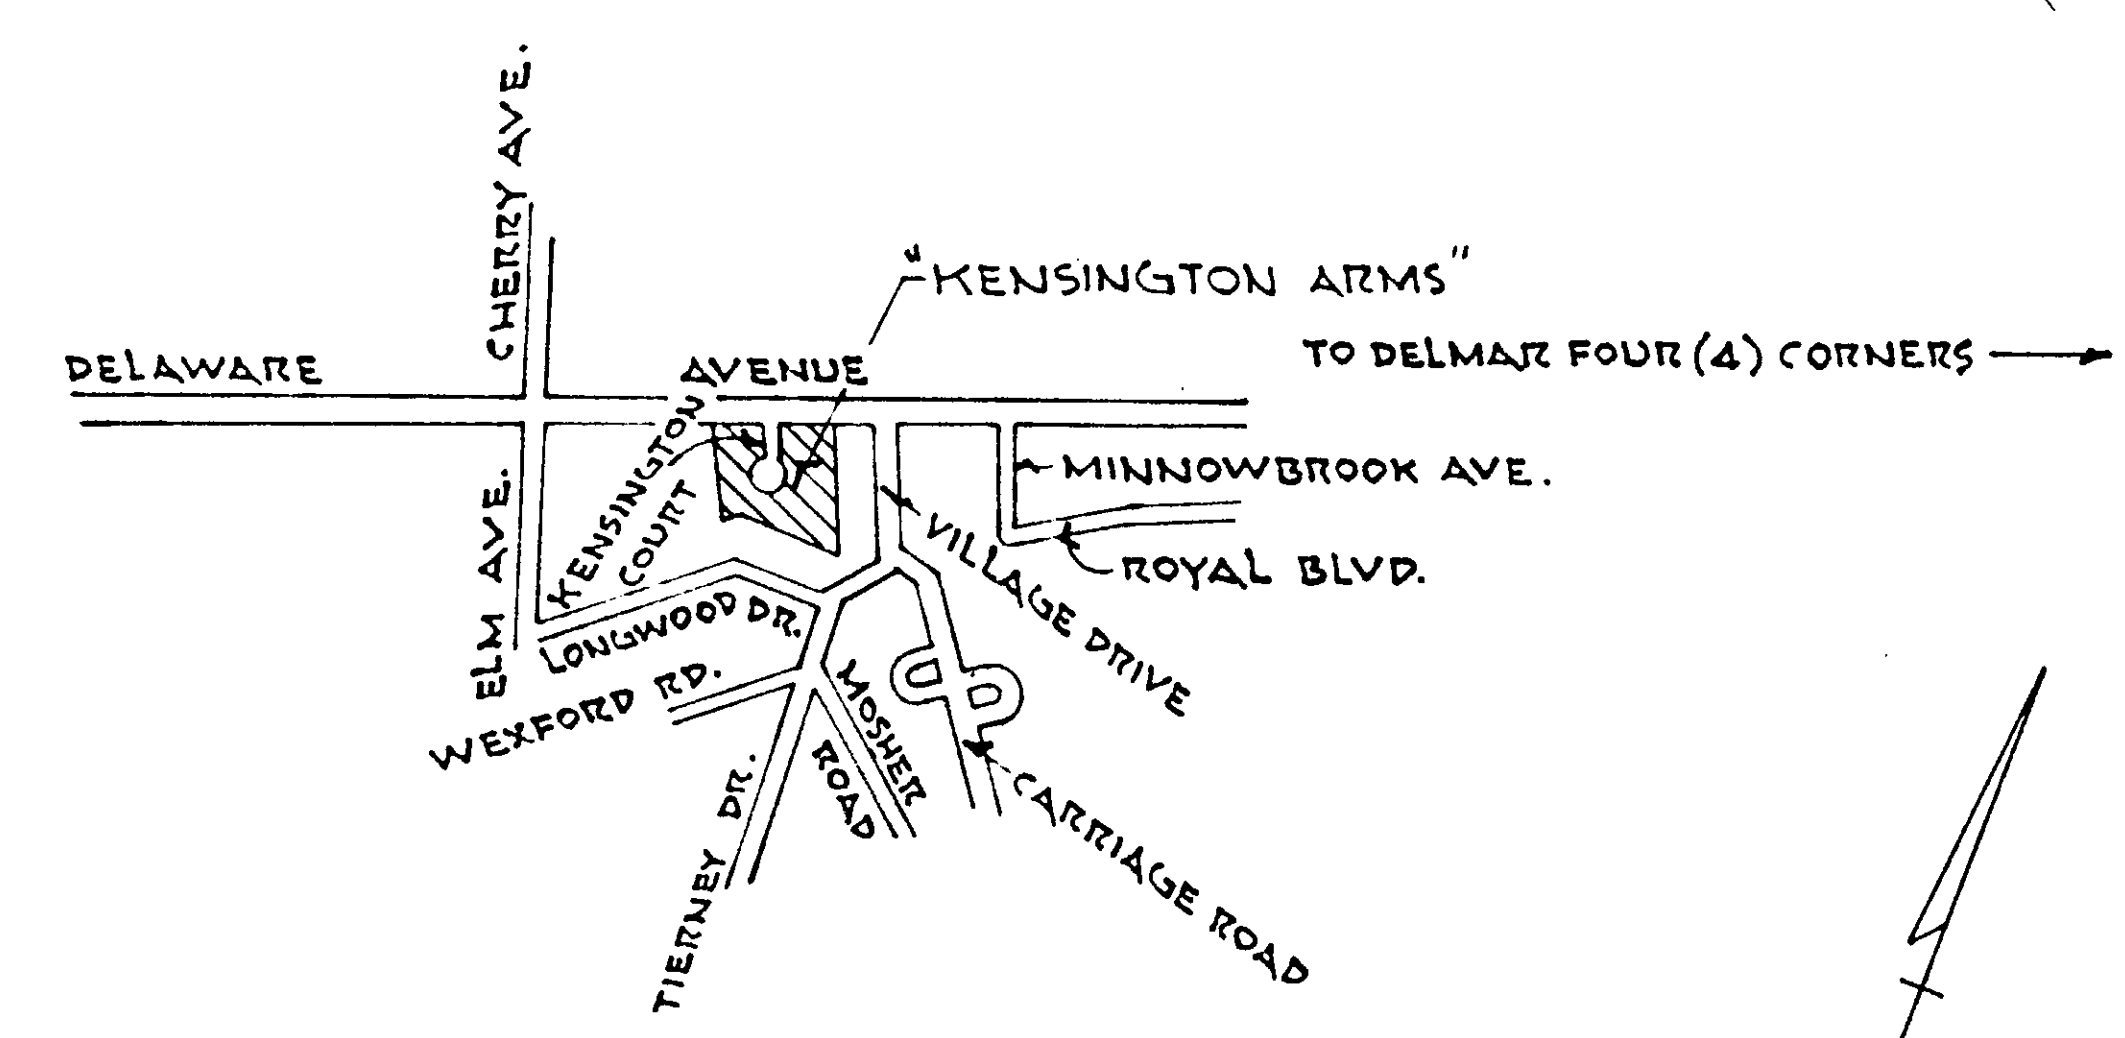 CHERRY AVE.
"KENSINGTON ARMS"
TO DELMAR FOUR (4) CORNERS
DELAWARE AVENUE
KENSINGTON
COURT
MINNOWBROOK AVE.
ELM AVE.
VILLAGE DRIVE
ROYAL BLVD.
LONGWOOD DR.
WEXFORD RD.
MOSHER
ROAD
TIERNEY DR.
CARRIAGE ROAD